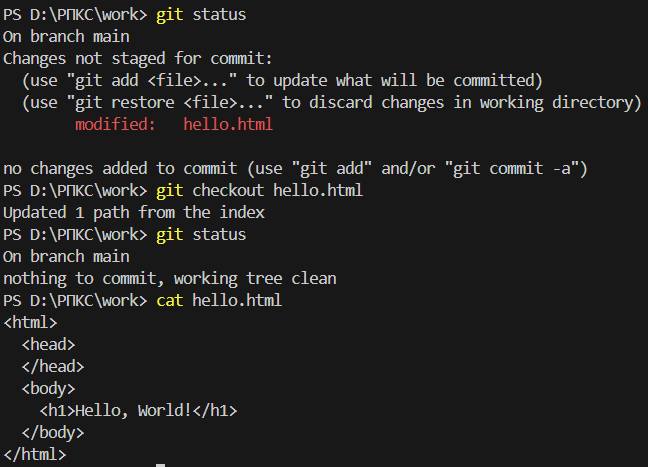 PS D:\РПКС\work> git status
On branch main
Changes not staged for commit:
  (use "git add <file>..." to update what will be committed)
  (use "git restore <file>..." to discard changes in working directory)
        modified:   hello.html

no changes added to commit (use "git add" and/or "git commit -a")
PS D:\РПКС\work> git checkout hello.html
Updated 1 path from the index
PS D:\РПКС\work> git status
On branch main
nothing to commit, working tree clean
PS D:\РПКС\work> cat hello.html
<html>
  <head>
  </head>
  <body>
    <h1>Hello, World!</h1>
  </body>
</html>